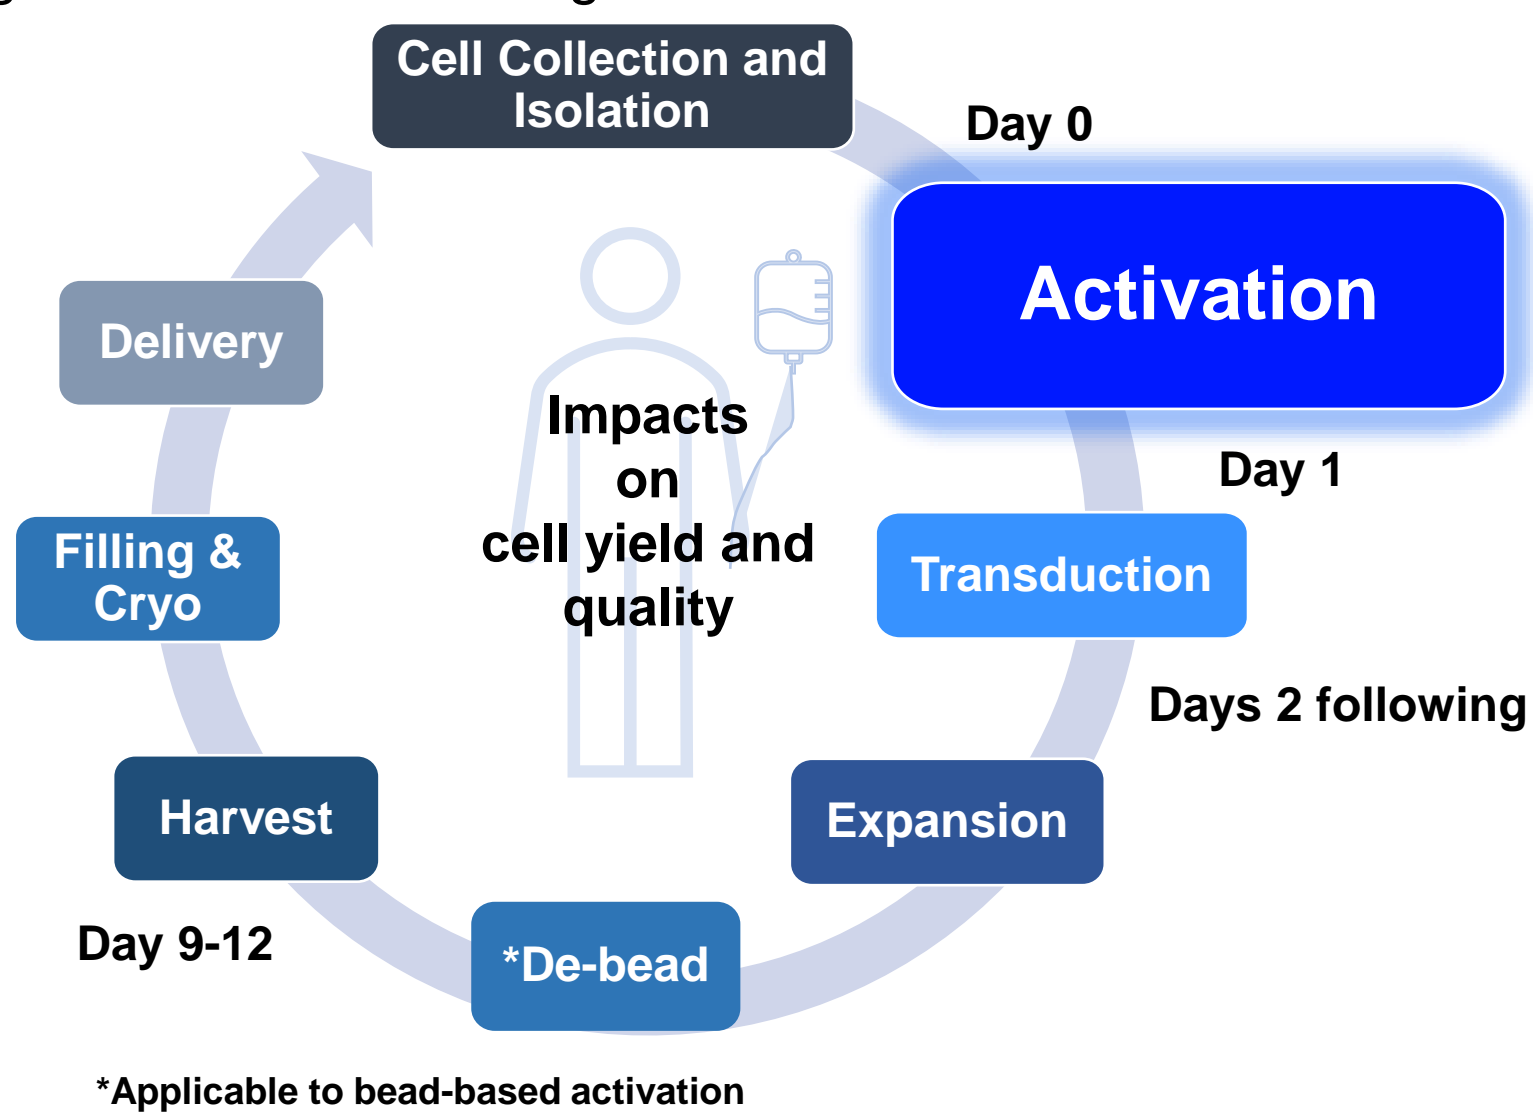 Cell Collection and
Isolation
Day 0
Activation
Day 1
Transduction
Days 2 following
Expansion
*De-bead
Harvest
Day 9-12
Filling &
Cryo
Delivery
Impacts
on
cell yield and
quality
*Applicable to bead-based activation